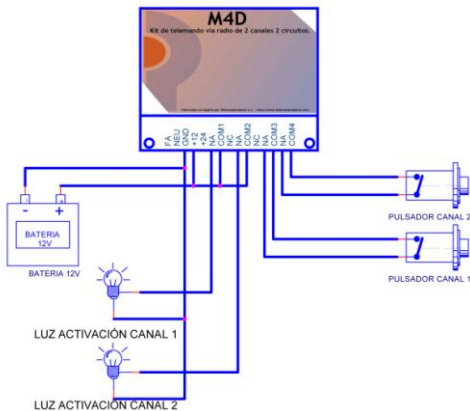 M4D
Kit de telemando vía radio de 2 canales 2 circuitos.
FA
NEU
GND
+12
+24
NA
COM1
NC
NA
COM2
NC
NA
COM3
NA
COM4
- +
BATERIA
12V
BATERIA 12V
PULSADOR CANAL 2
PULSADOR CANAL 1
LUZ ACTIVACIÓN CANAL 1
LUZ ACTIVACIÓN CANAL 2